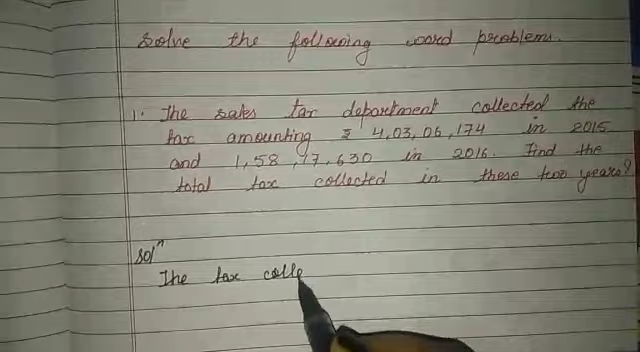 Solve the following word problems.
1. The sales tax department collected the
tax amounting ₹ 4,03,06,174 in 2015
and 1,58,77,630 in 2016. Find the
total tax collected in these two years?
Solⁿ
The tax colle